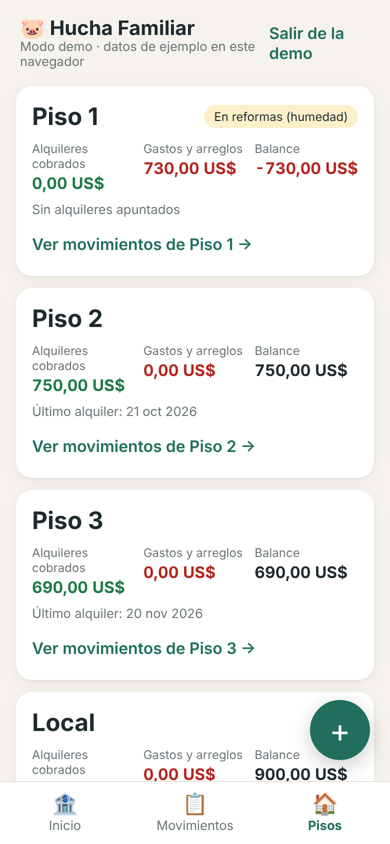 🐷 Hucha Familiar
Modo demo · datos de ejemplo en este
navegador
Salir de la
demo
Piso 1
En reformas (humedad)
Alquileres
cobrados
0,00 US$
Gastos y arreglos
730,00 US$
Balance
-730,00 US$
Sin alquileres apuntados
Ver movimientos de Piso 1 →
Piso 2
Alquileres
cobrados
750,00 US$
Gastos y arreglos
0,00 US$
Balance
750,00 US$
Último alquiler: 21 oct 2026
Ver movimientos de Piso 2 →
Piso 3
Alquileres
cobrados
690,00 US$
Gastos y arreglos
0,00 US$
Balance
690,00 US$
Último alquiler: 20 nov 2026
Ver movimientos de Piso 3 →
Local
Alquileres
cobrados
Gastos y arreglos
0,00 US$
Balance
900,00 US$
+
Inicio
Movimientos
Pisos